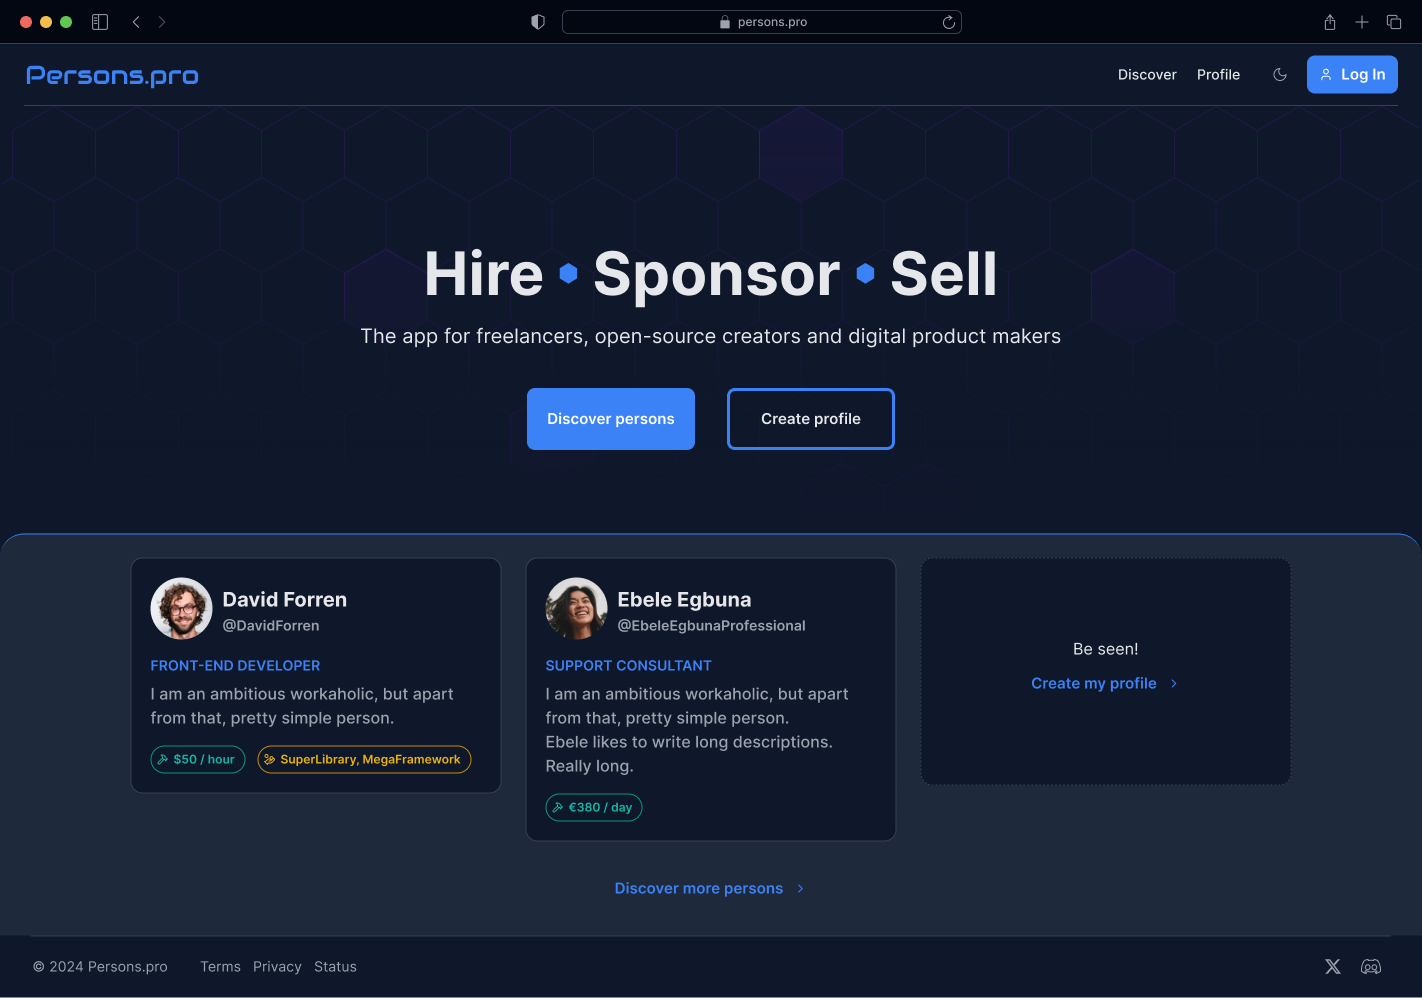 persons.pro
Persons.pro
Discover
Profile
Log In
Hire
Sponsor
Sell
The app for freelancers, open-source creators and digital product makers
Discover persons
Create profile
David Forren
@DavidForren
FRONT-END DEVELOPER
I am an ambitious workaholic, but apart
from that, pretty simple person.
$50 / hour
SuperLibrary, MegaFramework
Ebele Egbuna
@EbeleEgbunaProfessional
SUPPORT CONSULTANT
I am an ambitious workaholic, but apart
from that, pretty simple person.
Ebele likes to write long descriptions.
Really long.
€380 / day
Be seen!
Create my profile
Discover more persons
© 2024 Persons.pro
Terms
Privacy
Status